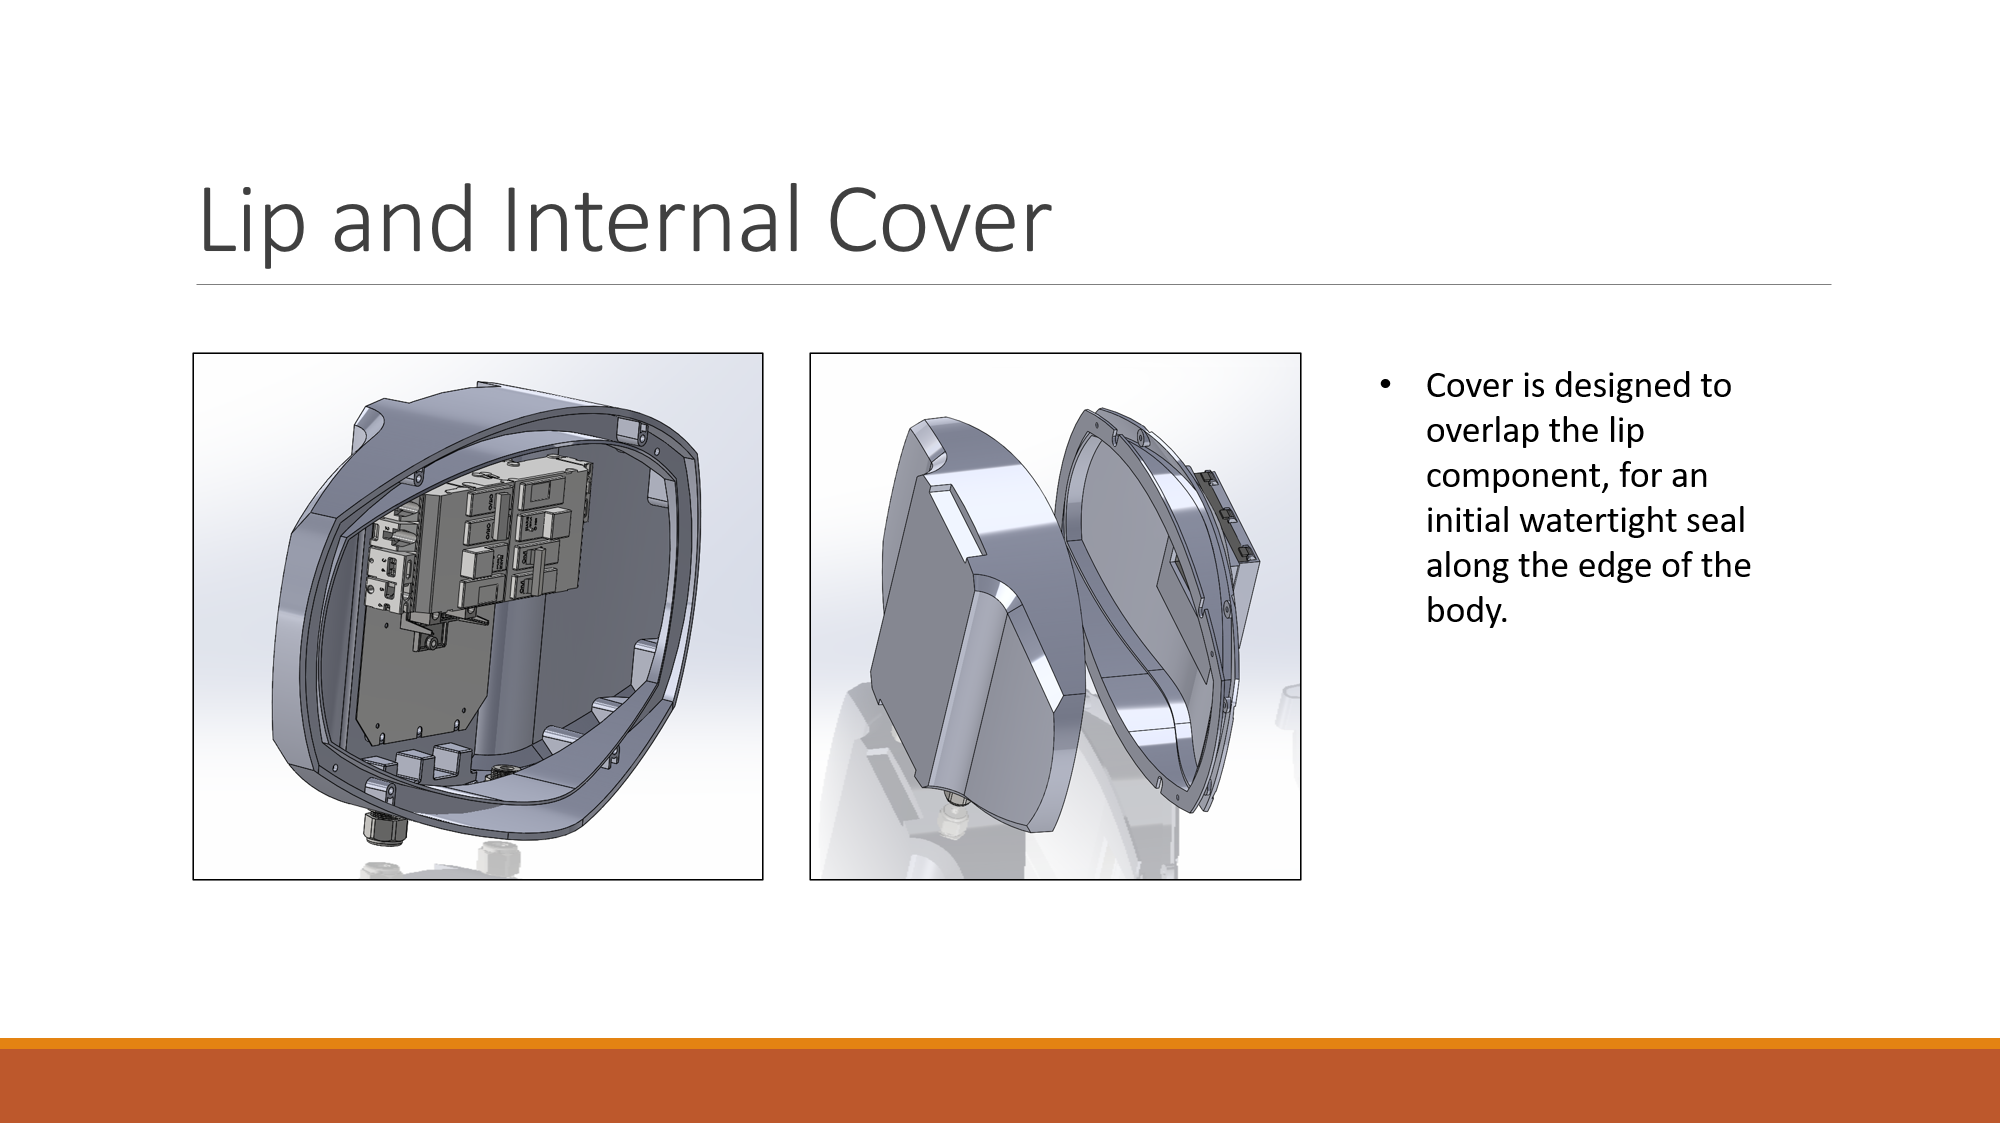 Lip and Internal Cover
• Cover is designed to
overlap the lip
component, for an
initial watertight seal
along the edge of the
body.